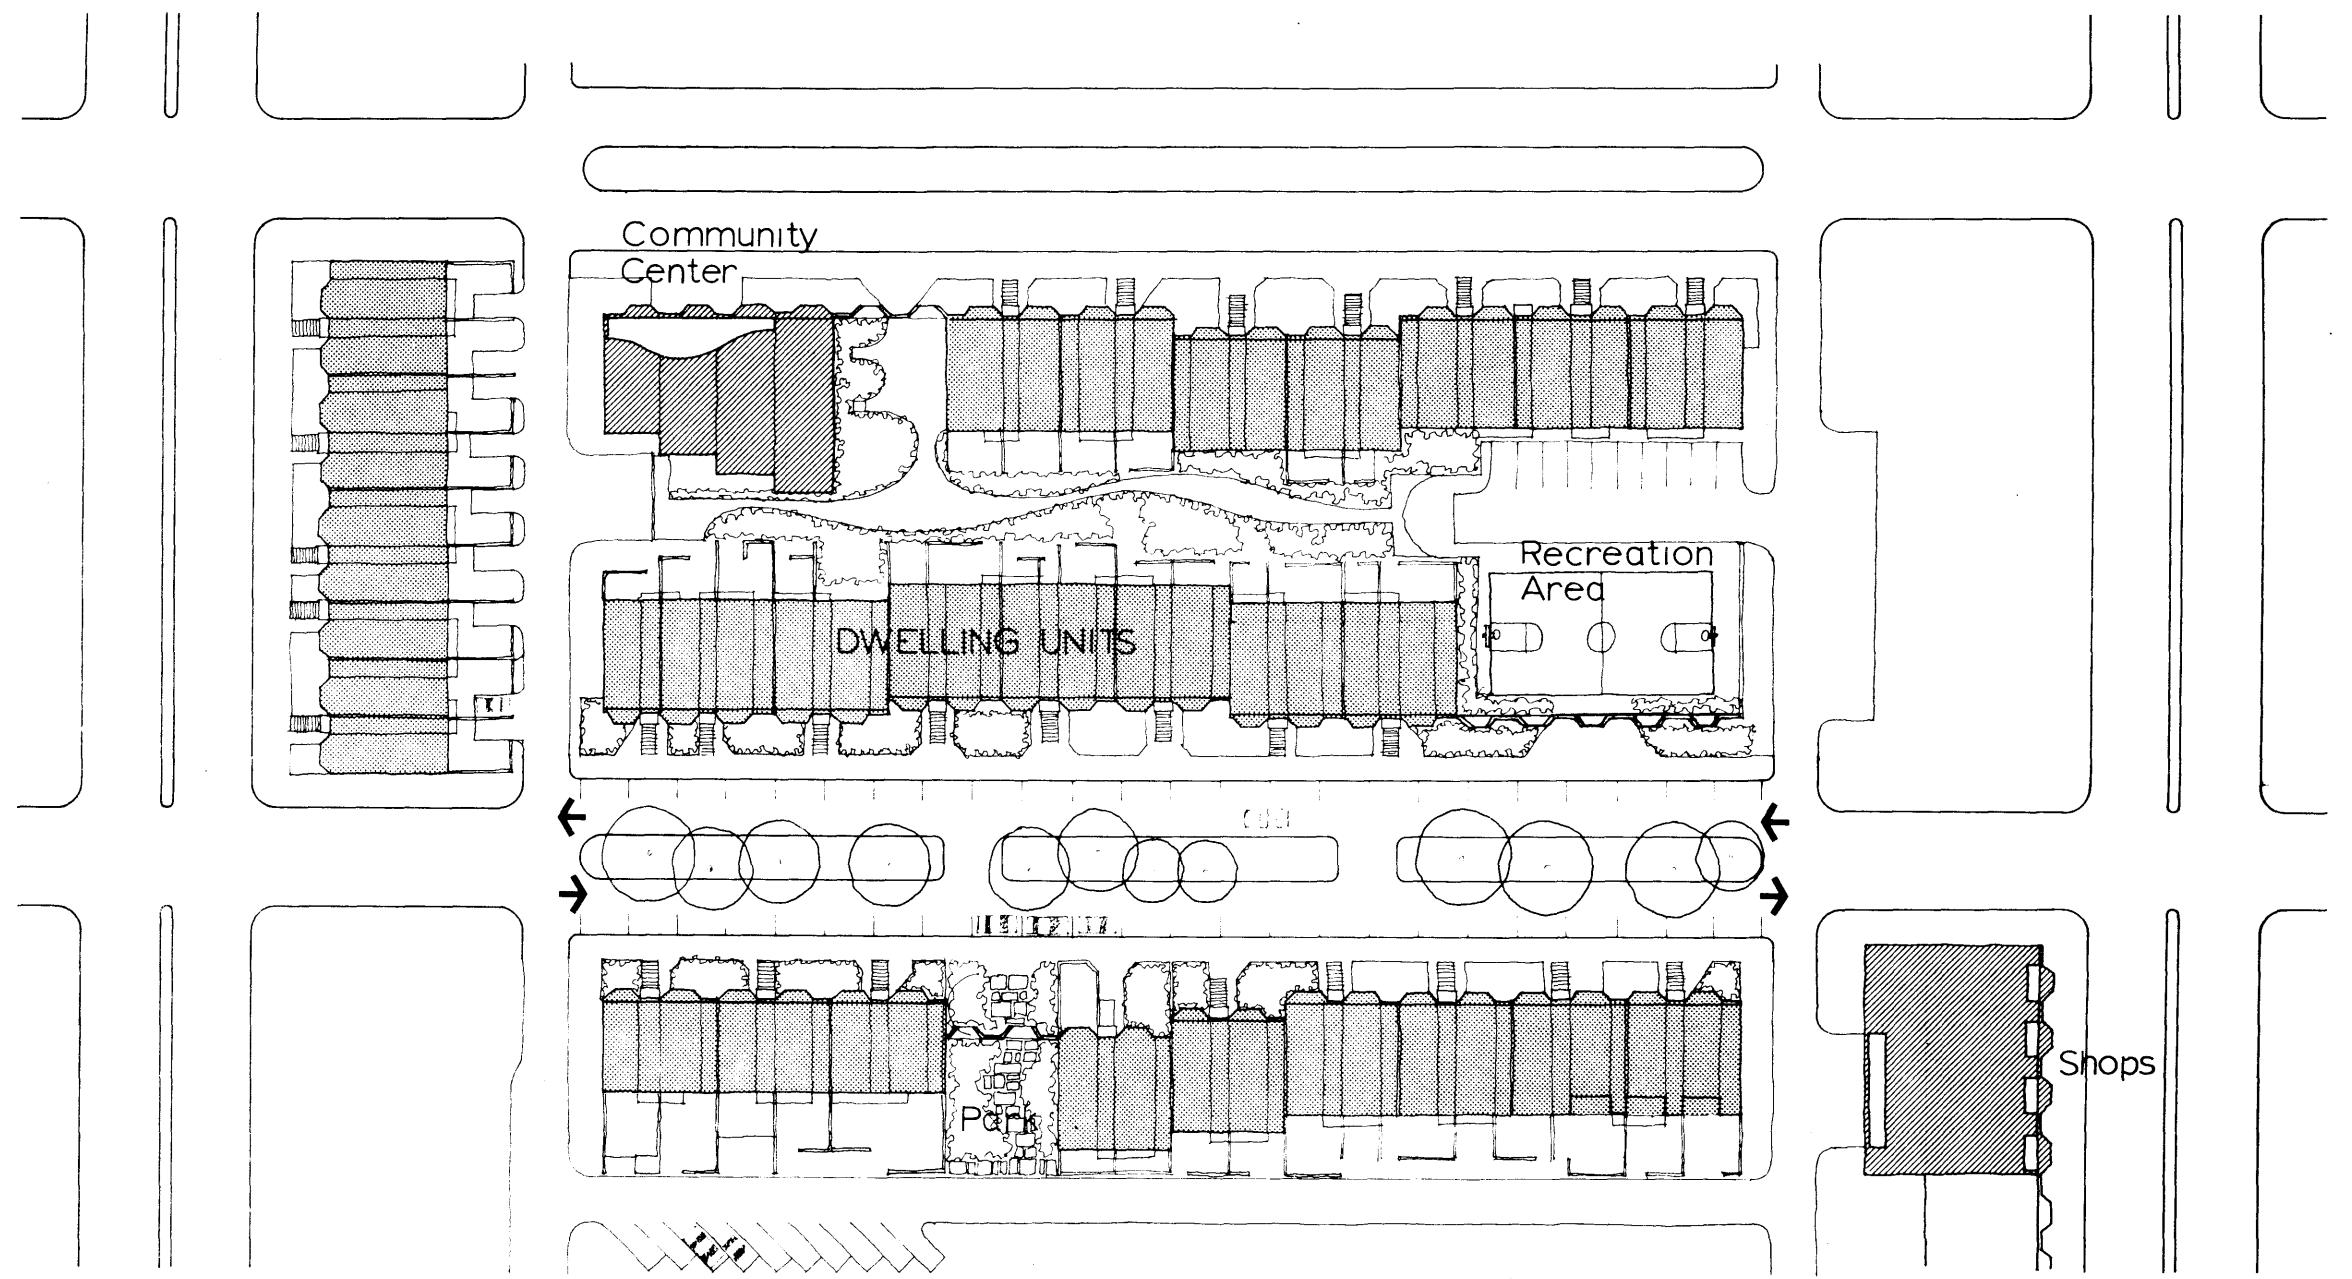 Community
Center
Recreation
Area
DWELLING UNITS
Shops
Park